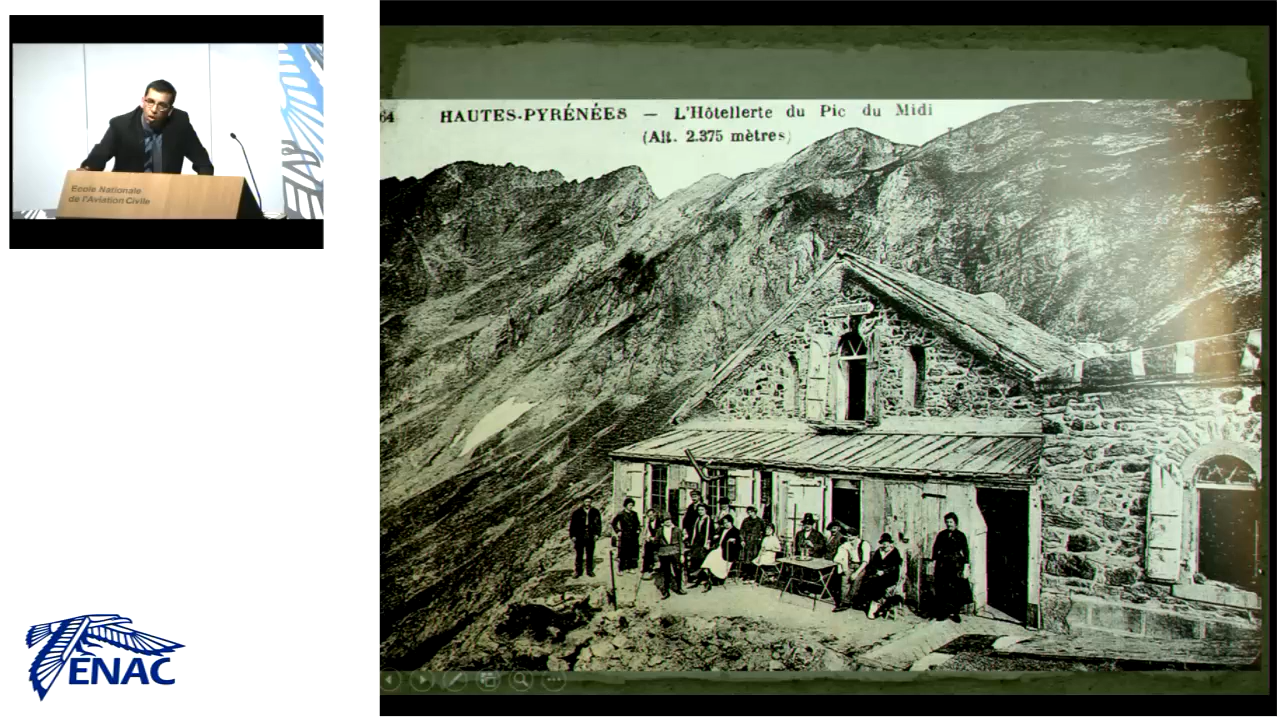 Ecole Nationale
de l'Aviation Civile
64 HAUTES-PYRÉNÉES — L'Hôtellerte du Pic du Midi
(Alt. 2.375 mètres)
ENAC